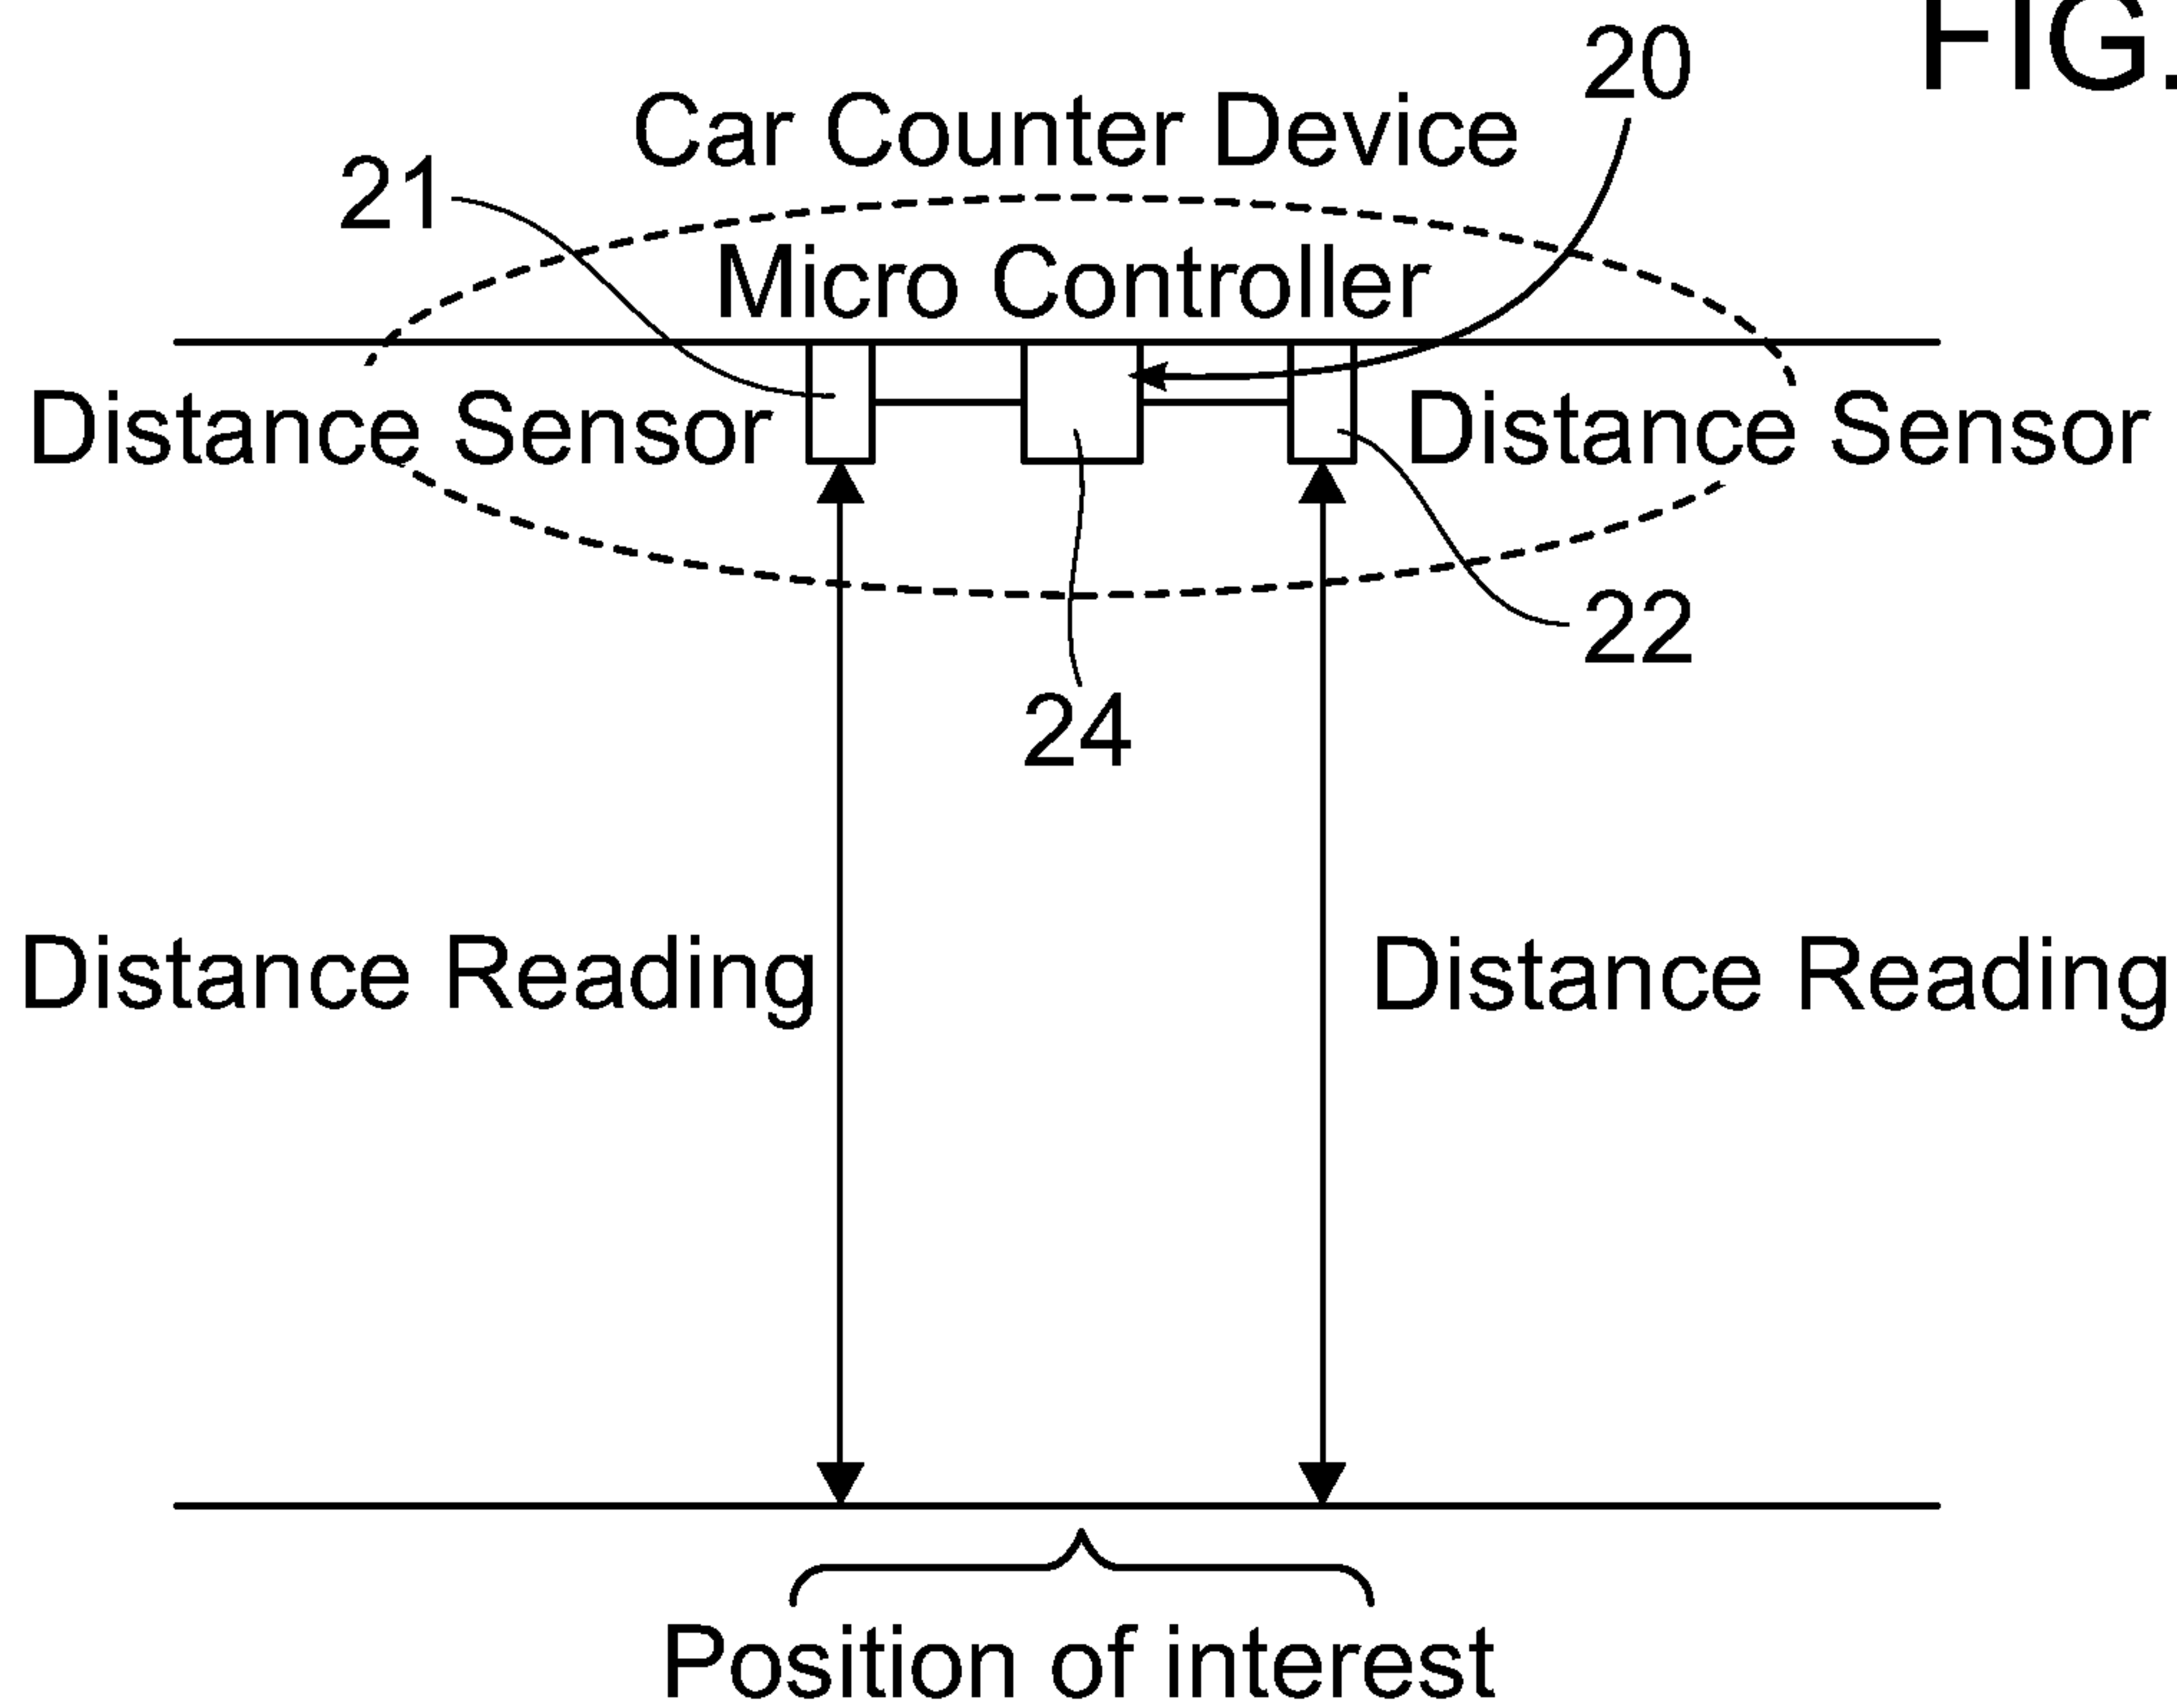 FIG.
20
Car Counter Device
21
Micro Controller
Distance Sensor
Distance Sensor
22
24
Distance Reading
Distance Reading
Position of interest